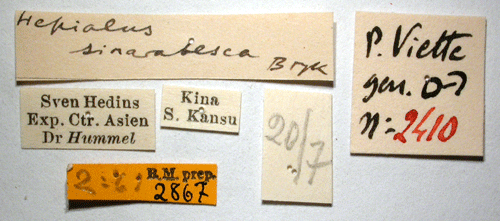 Hepialus
sinarabesca
Bryk
P. Viette
gen.
n: 2410
Sven Hedins
Exp. Ctr. Asien
Dr Hummel
Kina
S. Kansu
20/7
B.M. prep.
2867